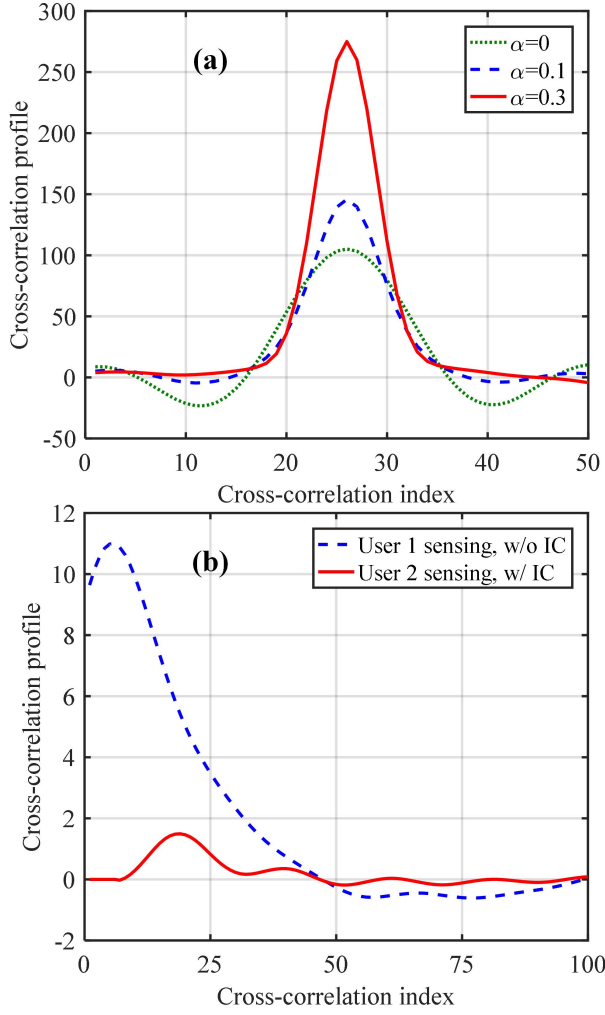 300
250
200
150
100
50
0
-50
Cross-correlation profile
(a)
α=0
α=0.1
α=0.3
0 10 20 30 40 50
Cross-correlation index
12
10
8
6
4
2
0
-2
Cross-correlation profile
(b)
User 1 sensing, w/o IC
User 2 sensing, w/ IC
0 25 50 75 100
Cross-correlation index